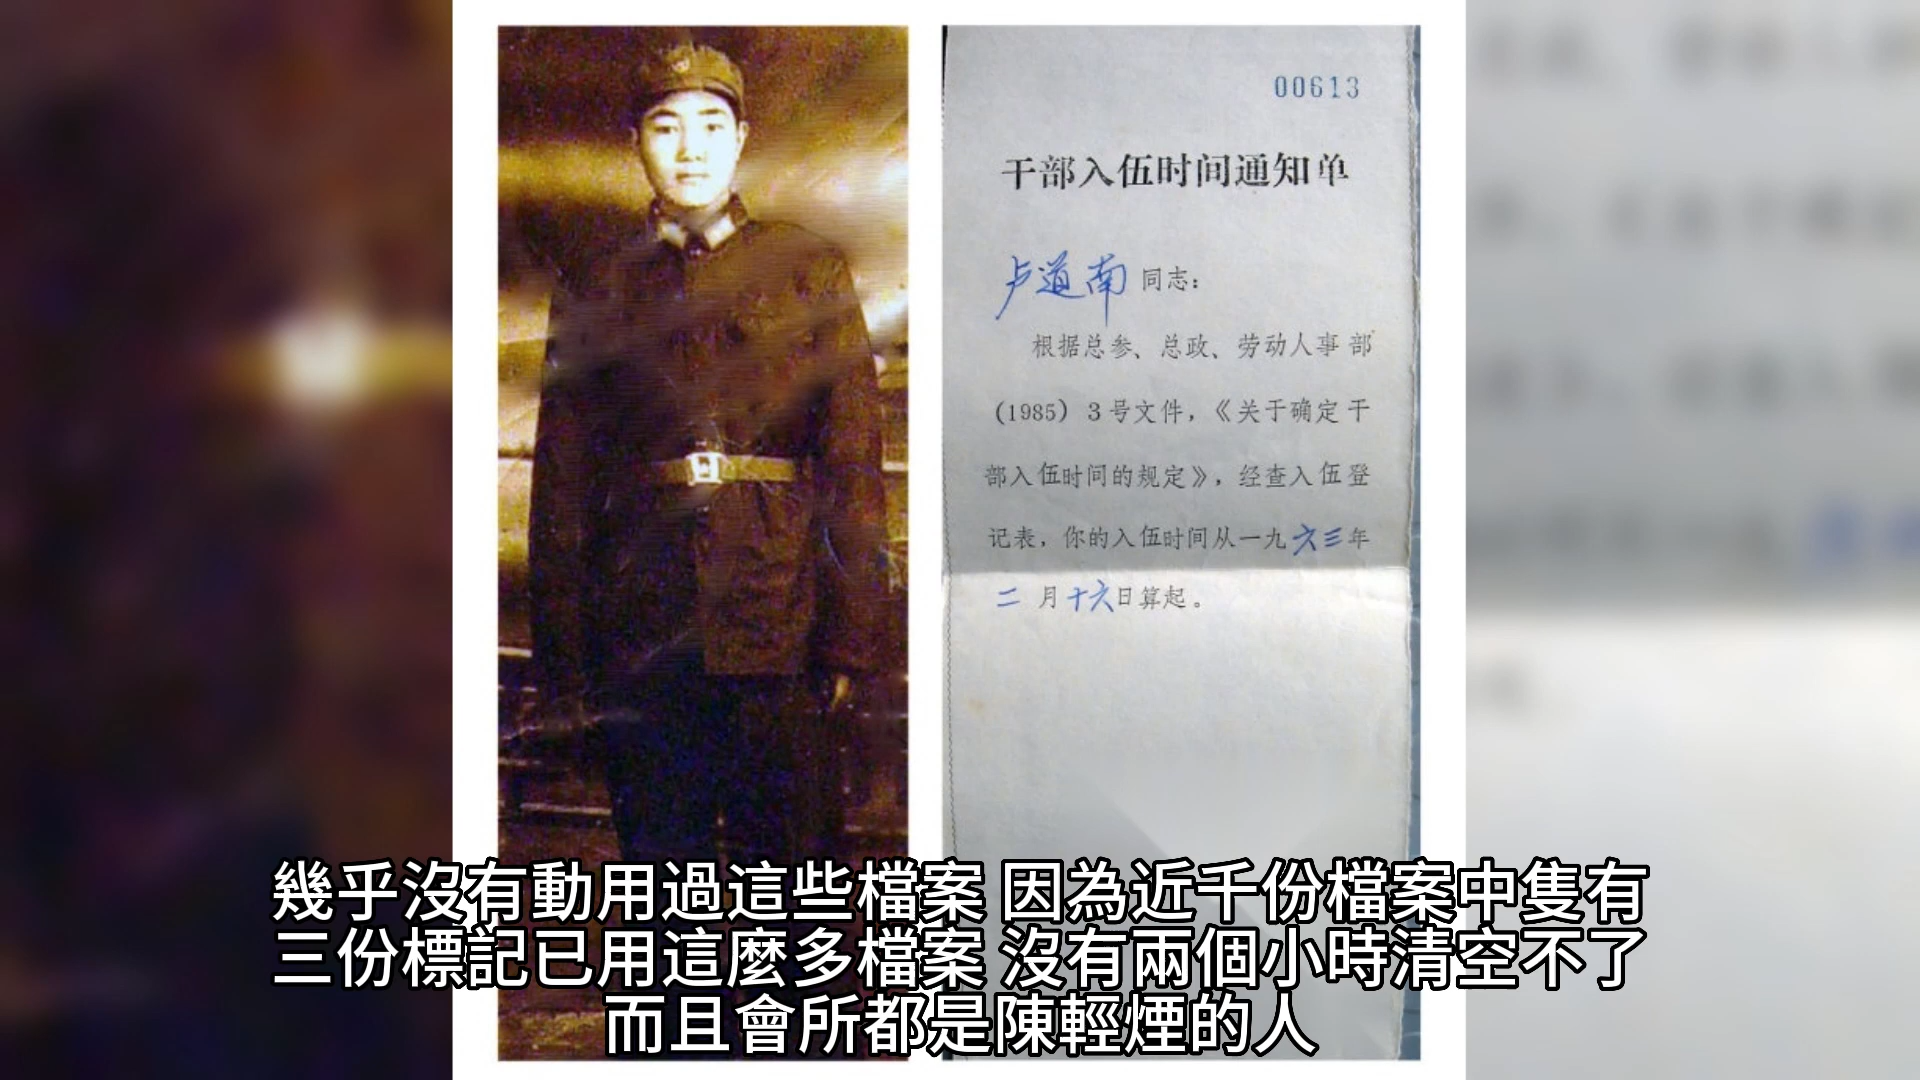 00613
干部入伍时间通知单
卢道南 同志：
根据总参、总政、劳动人事部
(1985) 3号文件，《关于确定干
部入伍时间的规定》，经查入伍登
记表，你的入伍时间从一九六三年
二月十六日算起。
幾乎沒有動用過這些檔案 因為近千份檔案中隻有
三份標記已用這麼多檔案 沒有兩個小時清空不了
而且會所都是陳輕煙的人